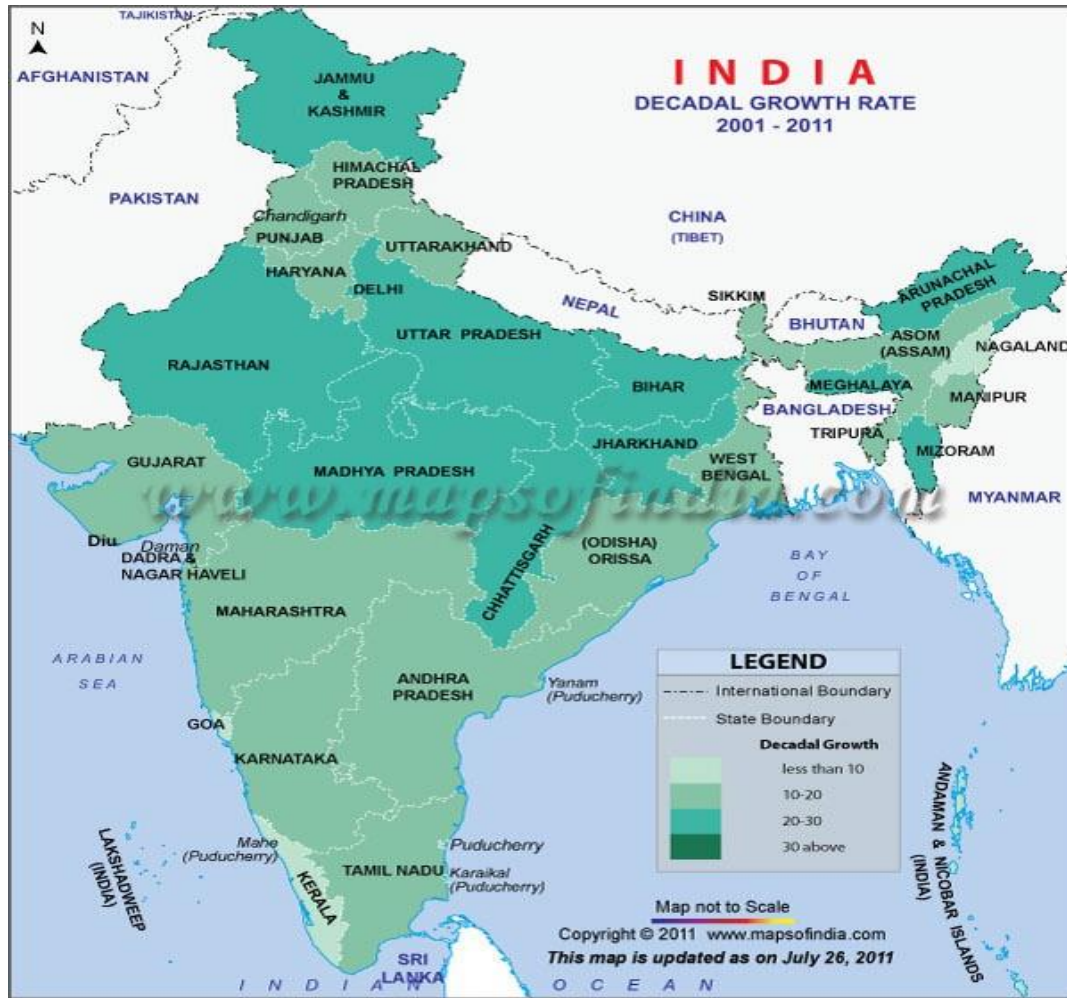 N
TAJIKISTAN
AFGHANISTAN
JAMMU
&
KASHMIR
INDIA
DECADAL GROWTH RATE
2001 - 2011
HIMACHAL
PRADESH
PAKISTAN
Chandigarh
PUNJAB
UTTARAKHAND
CHINA
(TIBET)
HARYANA
DELHI
NEPAL
SIKKIM
BHUTAN
ARUNACHAL
PRADESH
ASOM
(ASSAM)
NAGALAND
RAJASTHAN
UTTAR PRADESH
BIHAR
MEGHALAYA
MANIPUR
BANGLADESH
TRIPURA
MIZORAM
GUJARAT
MADHYA PRADESH
JHARKHAND
WEST
BENGAL
MYANMAR
www.mapsofindia.com
Diu
Daman
DADRA &
NAGAR HAVELI
CHHATTISGARH
(ODISHA)
ORISSA
BAY
OF
BENGAL
MAHARASHTRA
ARABIAN
SEA
ANDHRA
PRADESH
Yanam
(Puducherry)
GOA
KARNATAKA
LEGEND
International Boundary
State Boundary
Decadal Growth
less than 10
10-20
20-30
30 above
LAKSHADWEEP
(INDIA)
Mahe
(Puducherry)
KERALA
TAMIL NADU
Puducherry
Karaikal
(Puducherry)
ANDAMAN & NICOBAR ISLANDS
(INDIA)
Map not to Scale
Copyright © 2011 www.mapsofindia.com
This map is updated as on July 26, 2011
SRI
LANKA
INDIAN OCEAN